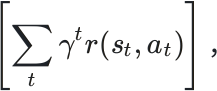 [∑_t γ^t r(s_t, a_t)],